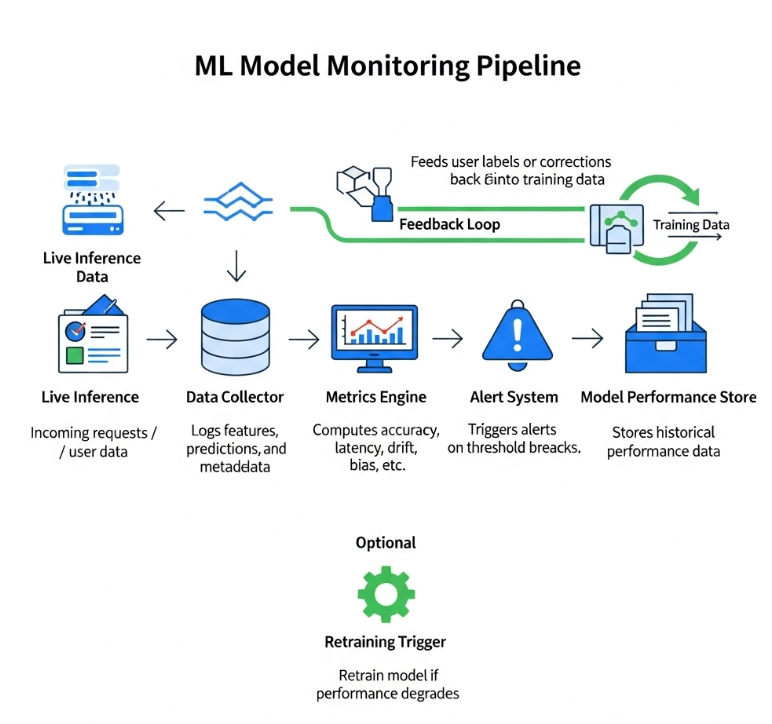 ML Model Monitoring Pipeline
Feeds user labels or corrections
back ɓinto training data
Feedback Loop
Training Data
Live Inference
Data
Live Inference
Incoming requests /
/ user data
Data Collector
Logs features,
predictions, and
metadełata
Metrics Engine
Computes accuracy,
latency, drift,
bias, etc.
Alert System
Triggers alerts
on threshold breacks.
Model Performance Store
Stores historical
performance data
Optional
Retraining Trigger
Retrain model if
performance degrades